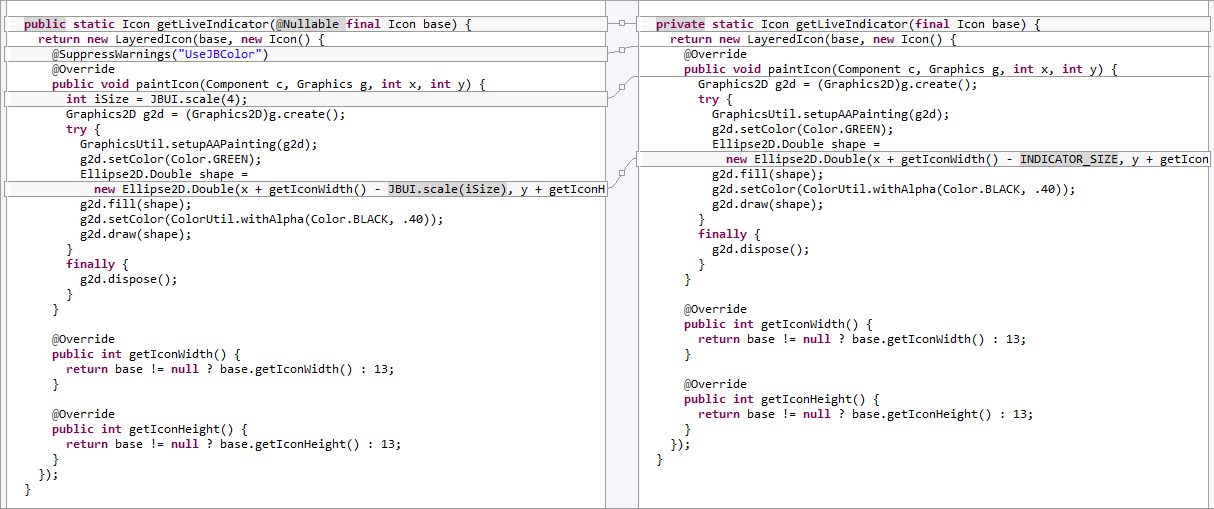 public static Icon getLiveIndicator(@Nullable final Icon base) {
  return new LayeredIcon(base, new Icon() {
    @SuppressWarnings("UseJBColor")
    @Override
    public void paintIcon(Component c, Graphics g, int x, int y) {
      int iSize = JBUI.scale(4);
      Graphics2D g2d = (Graphics2D)g.create();
      try {
        GraphicsUtil.setupAAPainting(g2d);
        g2d.setColor(Color.GREEN);
        Ellipse2D.Double shape =
          new Ellipse2D.Double(x + getIconWidth() - JBUI.scale(iSize), y + getIconH
        g2d.fill(shape);
        g2d.setColor(ColorUtil.withAlpha(Color.BLACK, .40));
        g2d.draw(shape);
      }
      finally {
        g2d.dispose();
      }
    }

    @Override
    public int getIconWidth() {
      return base != null ? base.getIconWidth() : 13;
    }

    @Override
    public int getIconHeight() {
      return base != null ? base.getIconHeight() : 13;
    }
  });
}
private static Icon getLiveIndicator(final Icon base) {
  return new LayeredIcon(base, new Icon() {
    @Override
    public void paintIcon(Component c, Graphics g, int x, int y) {
      Graphics2D g2d = (Graphics2D)g.create();
      try {
        GraphicsUtil.setupAAPainting(g2d);
        g2d.setColor(Color.GREEN);
        Ellipse2D.Double shape =
          new Ellipse2D.Double(x + getIconWidth() - INDICATOR_SIZE, y + getIcon
        g2d.fill(shape);
        g2d.setColor(ColorUtil.withAlpha(Color.BLACK, .40));
        g2d.draw(shape);
      }
      finally {
        g2d.dispose();
      }
    }

    @Override
    public int getIconWidth() {
      return base != null ? base.getIconWidth() : 13;
    }

    @Override
    public int getIconHeight() {
      return base != null ? base.getIconHeight() : 13;
    }
  });
}